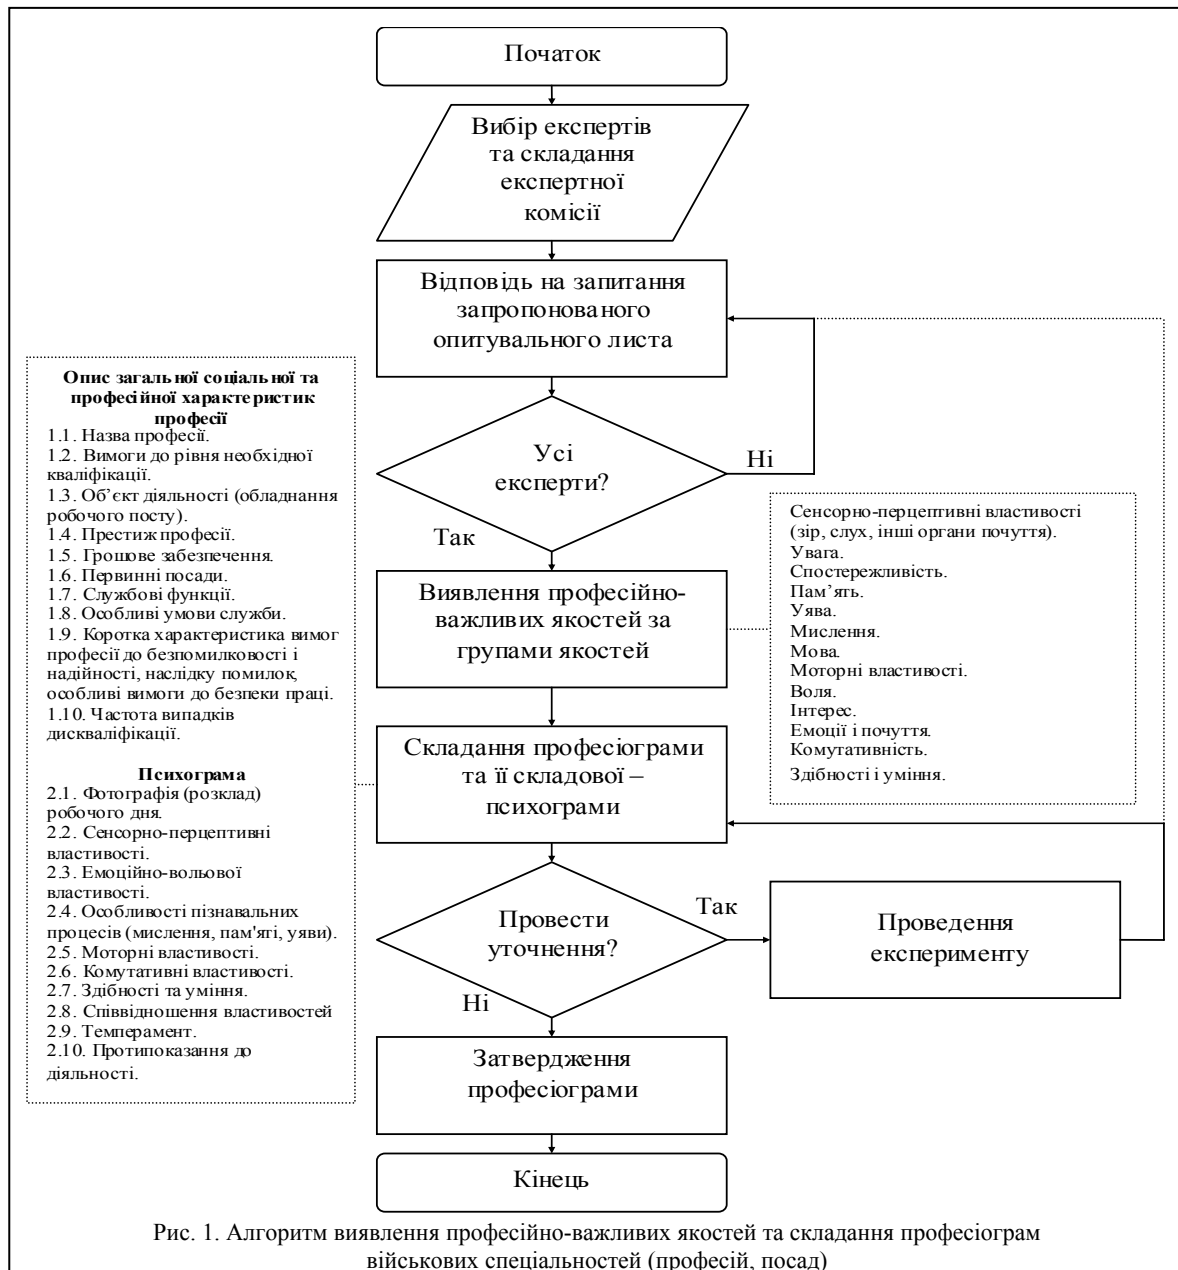 Початок
Вибір експертів
та складання
експертної
комісії
Відповідь на запитання
запропонованого
опитувального листа
Усі
експерти?
Ні
Так
Виявлення професійно-
важливих якостей за
групами якостей
Складання професіограми
та її складової –
психограми
Провести
уточнення?
Так
Ні
Проведення
експерименту
Затвердження
професіограми
Кінець
Опис загальної соціальної та
професійної характеристик
професії
1.1. Назва професії.
1.2. Вимоги до рівня необхідної
кваліфікації.
1.3. Об’єкт діяльності (обладнання
робочого посту).
1.4. Престиж професії.
1.5. Грошове забезпечення.
1.6. Первинні посади.
1.7. Службові функції.
1.8. Особливі умови служби.
1.9. Коротка характеристика вимог
професії до безпомилковості і
надійності, наслідку помилок,
особливі вимоги до безпеки праці.
1.10. Частота випадків
дискваліфікації.
Психограма
2.1. Фотографія (розклад)
робочого дня.
2.2. Сенсорно-перцептивні
властивості.
2.3. Емоційно-вольової
властивості.
2.4. Особливості пізнавальних
процесів (мислення, пам'яті, уяви).
2.5. Моторні властивості.
2.6. Комутативні властивості.
2.7. Здібності та уміння.
2.8. Співвідношення властивостей
2.9. Темперамент.
2.10. Протипоказання до
діяльності.
Сенсорно-перцептивні властивості
(зір, слух, інші органи почуття).
Увага.
Спостережливість.
Пам’ять.
Уява.
Мислення.
Мова.
Моторні властивості.
Воля.
Інтерес.
Емоції і почуття.
Комутативність.
Здібності і уміння.
Рис. 1. Алгоритм виявлення професійно-важливих якостей та складання професіограм
військових спеціальностей (професій, посад)